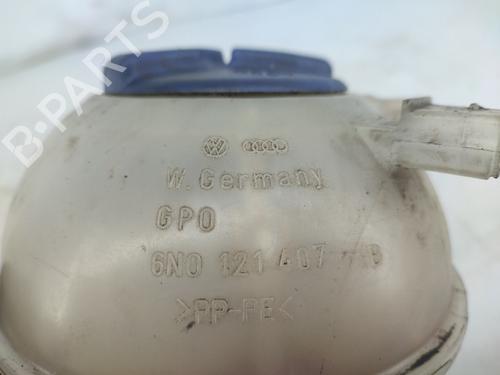 B-PARTS
W. Germany
GPO
6N0 121 407 B
>PP-PE<